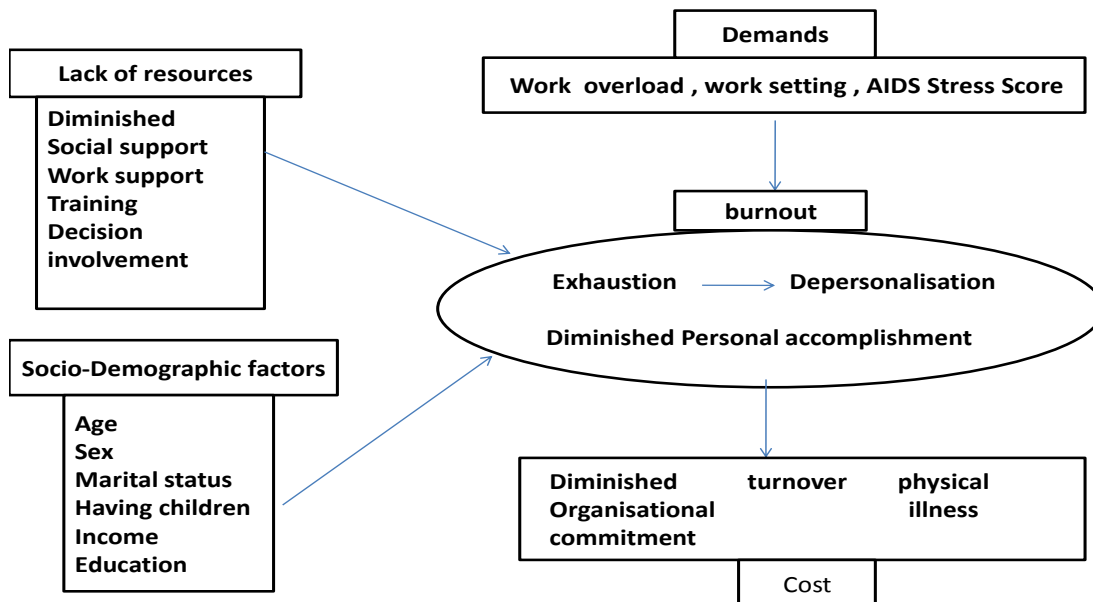 Demands
Work overload , work setting , AIDS Stress Score
Lack of resources
Diminished
Social support
Work support
Training
Decision
involvement
burnout
Exhaustion
Depersonalisation
Diminished Personal accomplishment
Socio-Demographic factors
Age
Sex
Marital status
Having children
Income
Education
Diminished turnover physical
Organisational illness
commitment
Cost